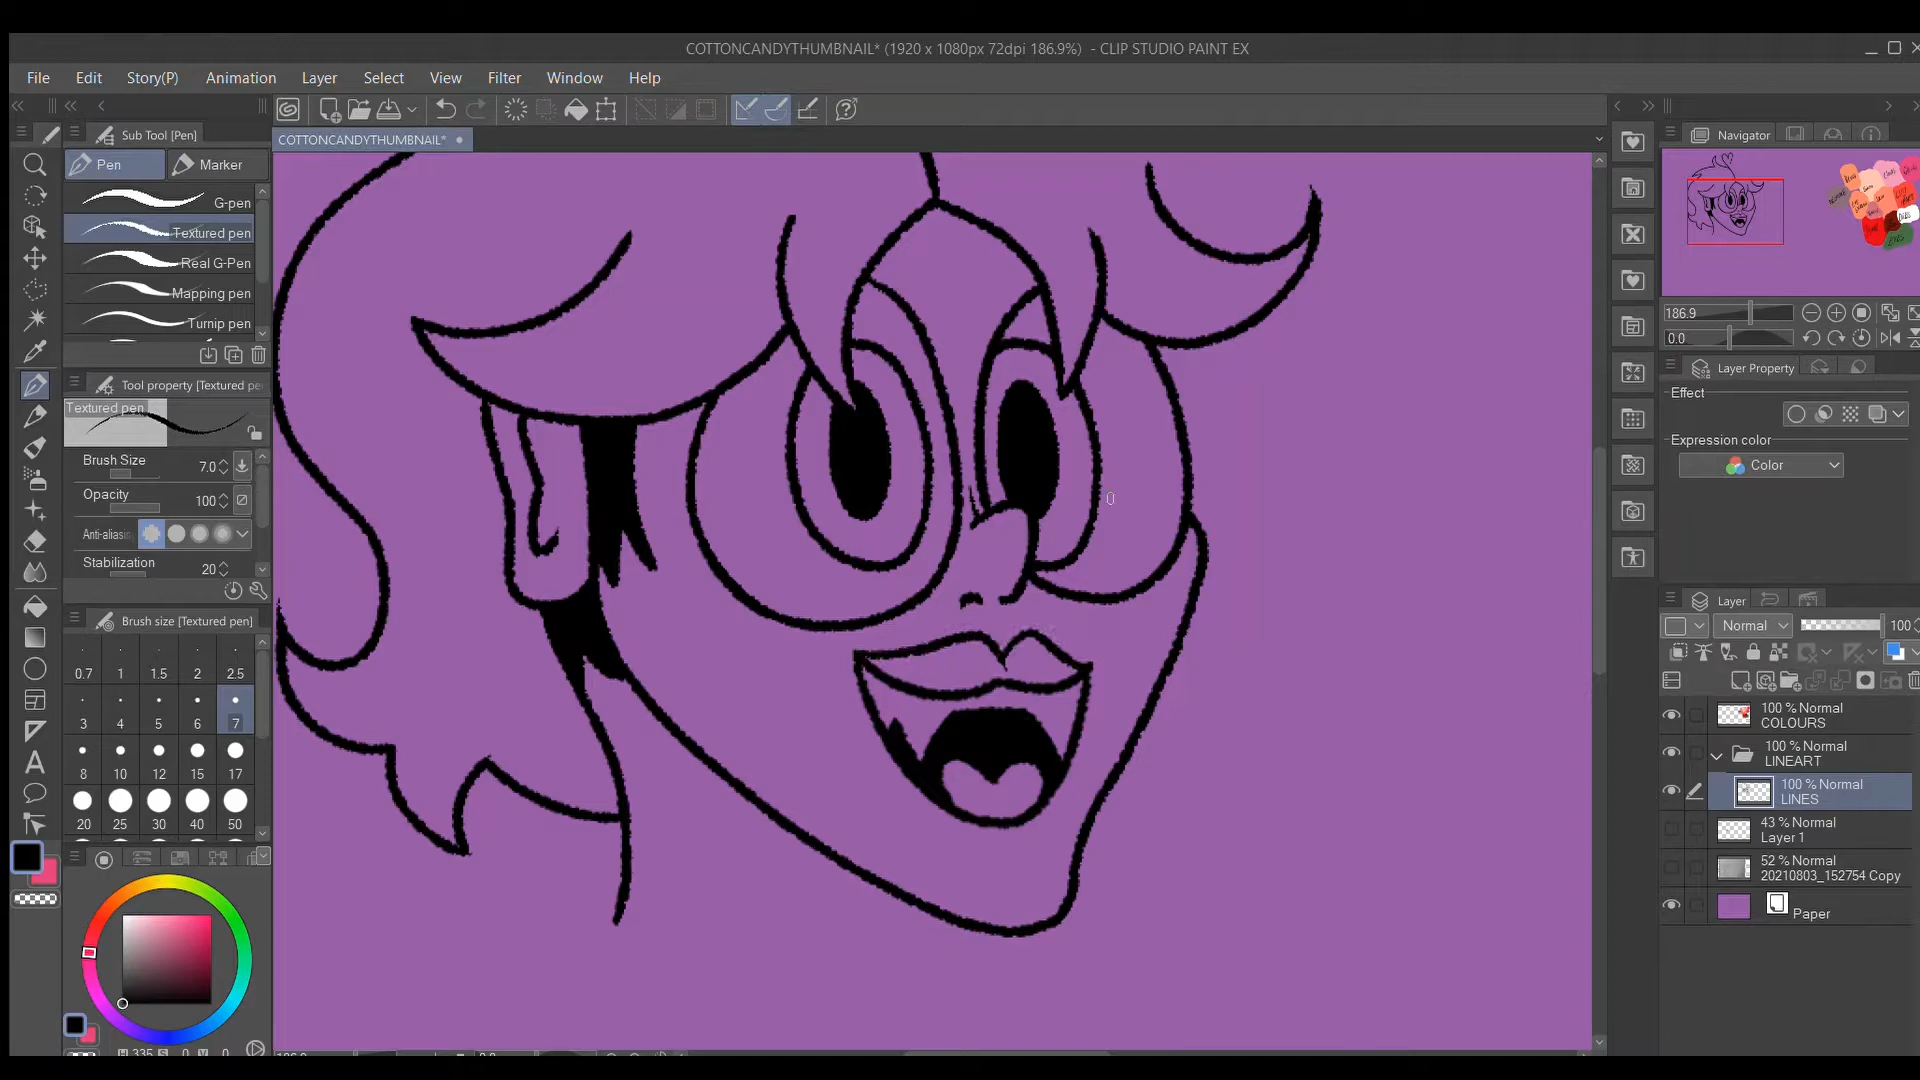 COTTONCANDYTHUMBNAIL* (1920 x 1080px 72dpi 186.9%) - CLIP STUDIO PAINT EX
File Edit Story(P) Animation Layer Select View Filter Window Help
Sub Tool [Pen]
COTTONCANDYTHUMBNAIL*
Navigator
Pen Marker
G-pen
Textured pen
Real G-Pen
Mapping pen
Turnip pen
186.9
0.0
Tool property [Textured pe
Layer Property
Textured pen
Effect
Expression color
Color
Brush Size 7.0
Opacity 100
Anti-aliasin
Stabilization 20
Brush size [Textured pen]
0.7 1 1.5 2 2.5
3 4 5 6 7
8 10 12 15 17
20 25 30 40 50
Layer
Normal 100
100 % Normal
COLOURS
100 % Normal
LINEART
100 % Normal
LINES
43 % Normal
Layer 1
52 % Normal
20210803_152754 Copy
Paper